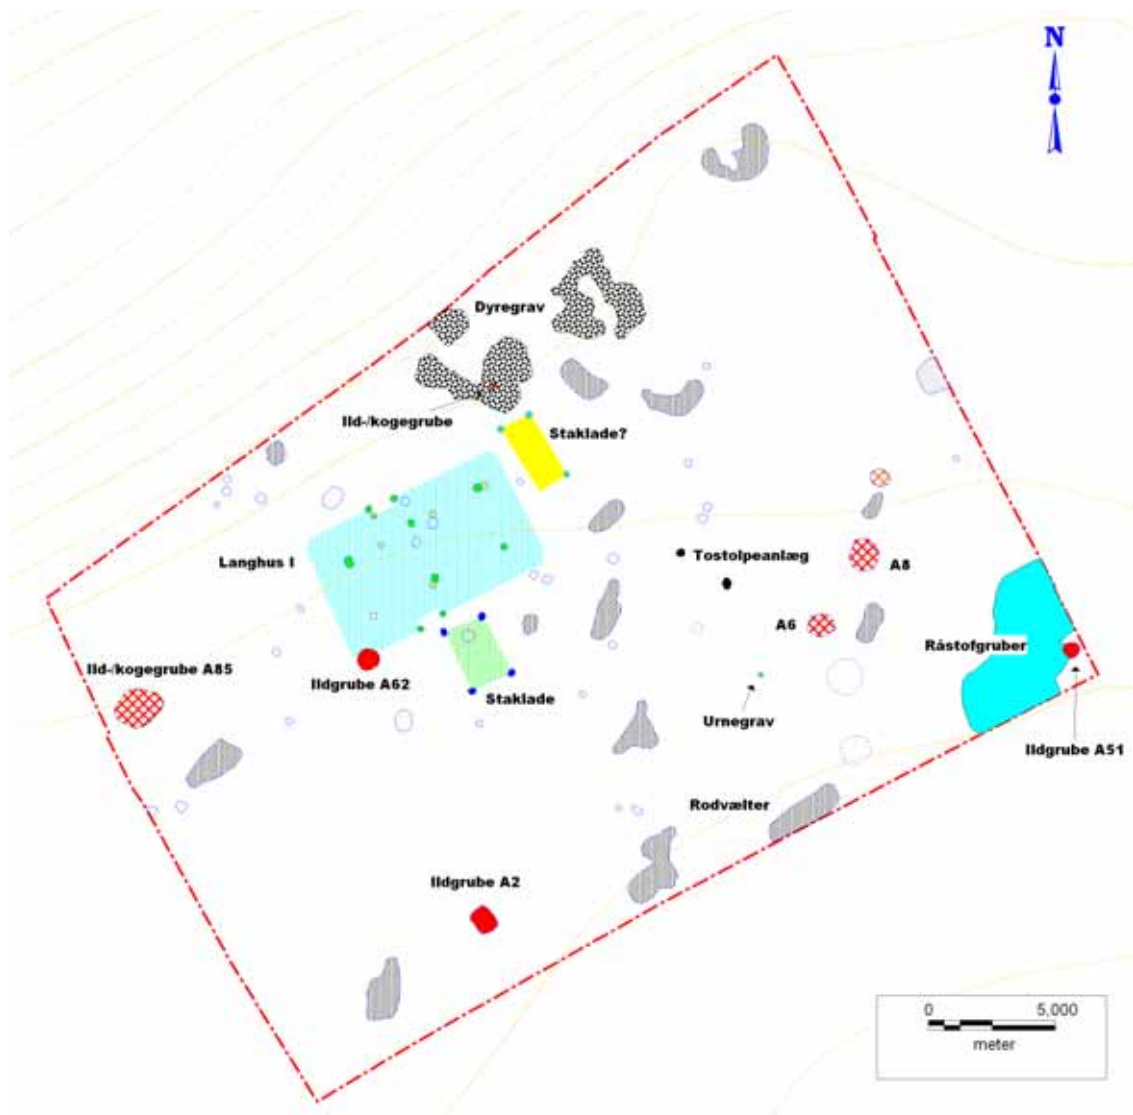 N
Dyregrav
Ild-/kogegrube
Staklade?
Langhus I
Tostolpeanlæg
A8
A6
Råstofgruber
Ild-/kogegrube A85
Ildgrube A62
Staklade
Urnegrav
Ildgrube A51
Rodvælter
Ildgrube A2
0 5,000
meter